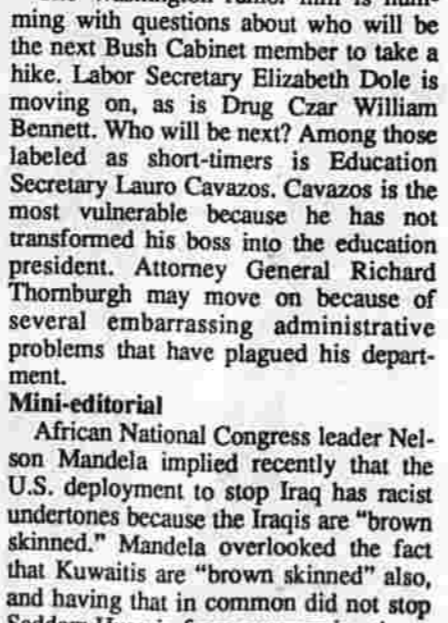 ming with questions about who will be
the next Bush Cabinet member to take a
hike. Labor Secretary Elizabeth Dole is
moving on, as is Drug Czar William
Bennett. Who will be next? Among those
labeled as short-timers is Education
Secretary Lauro Cavazos. Cavazos is the
most vulnerable because he has not
transformed his boss into the education
president. Attorney General Richard
Thornburgh may move on because of
several embarrassing administrative
problems that have plagued his depart-
ment.
Mini-editorial
African National Congress leader Nel-
son Mandela implied recently that the
U.S. deployment to stop Iraq has racist
undertones because the Iraqis are "brown
skinned." Mandela overlooked the fact
that Kuwaitis are "brown skinned" also,
and having that in common did not stop